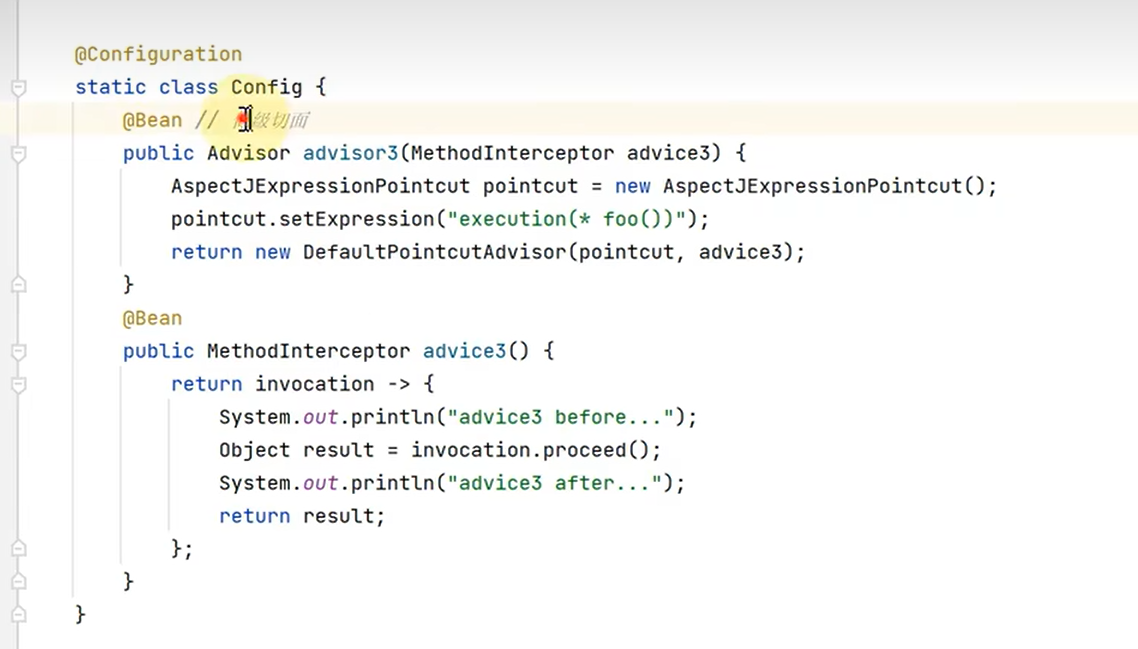 @Configuration
static class Config {
@Bean // 級切面
public Advisor advisor3(MethodInterceptor advice3) {
AspectJExpressionPointcut pointcut = new AspectJExpressionPointcut();
pointcut.setExpression("execution(* foo())");
return new DefaultPointcutAdvisor(pointcut, advice3);
}
@Bean
public MethodInterceptor advice3() {
return invocation -> {
System.out.println("advice3 before...");
Object result = invocation.proceed();
System.out.println("advice3 after...");
return result;
};
}
}